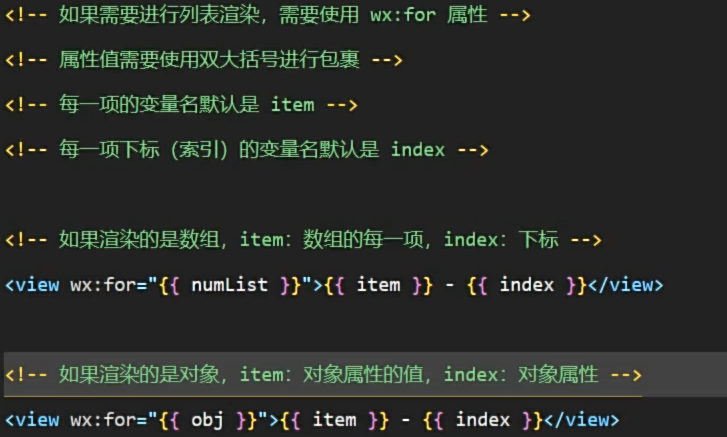 <!-- 如果需要进行列表渲染，需要使用 wx:for 属性 -->
<!-- 属性值需要使用双大括号进行包裹 -->
<!-- 每一项的变量名默认是 item -->
<!-- 每一项下标（索引）的变量名默认是 index -->
<!-- 如果渲染的是数组，item：数组的每一项，index：下标 -->
<view wx:for="{{ numList }}">{{ item }} - {{ index }}</view>
<!-- 如果渲染的是对象，item：对象属性的值，index：对象属性 -->
<view wx:for="{{ obj }}">{{ item }} - {{ index }}</view>